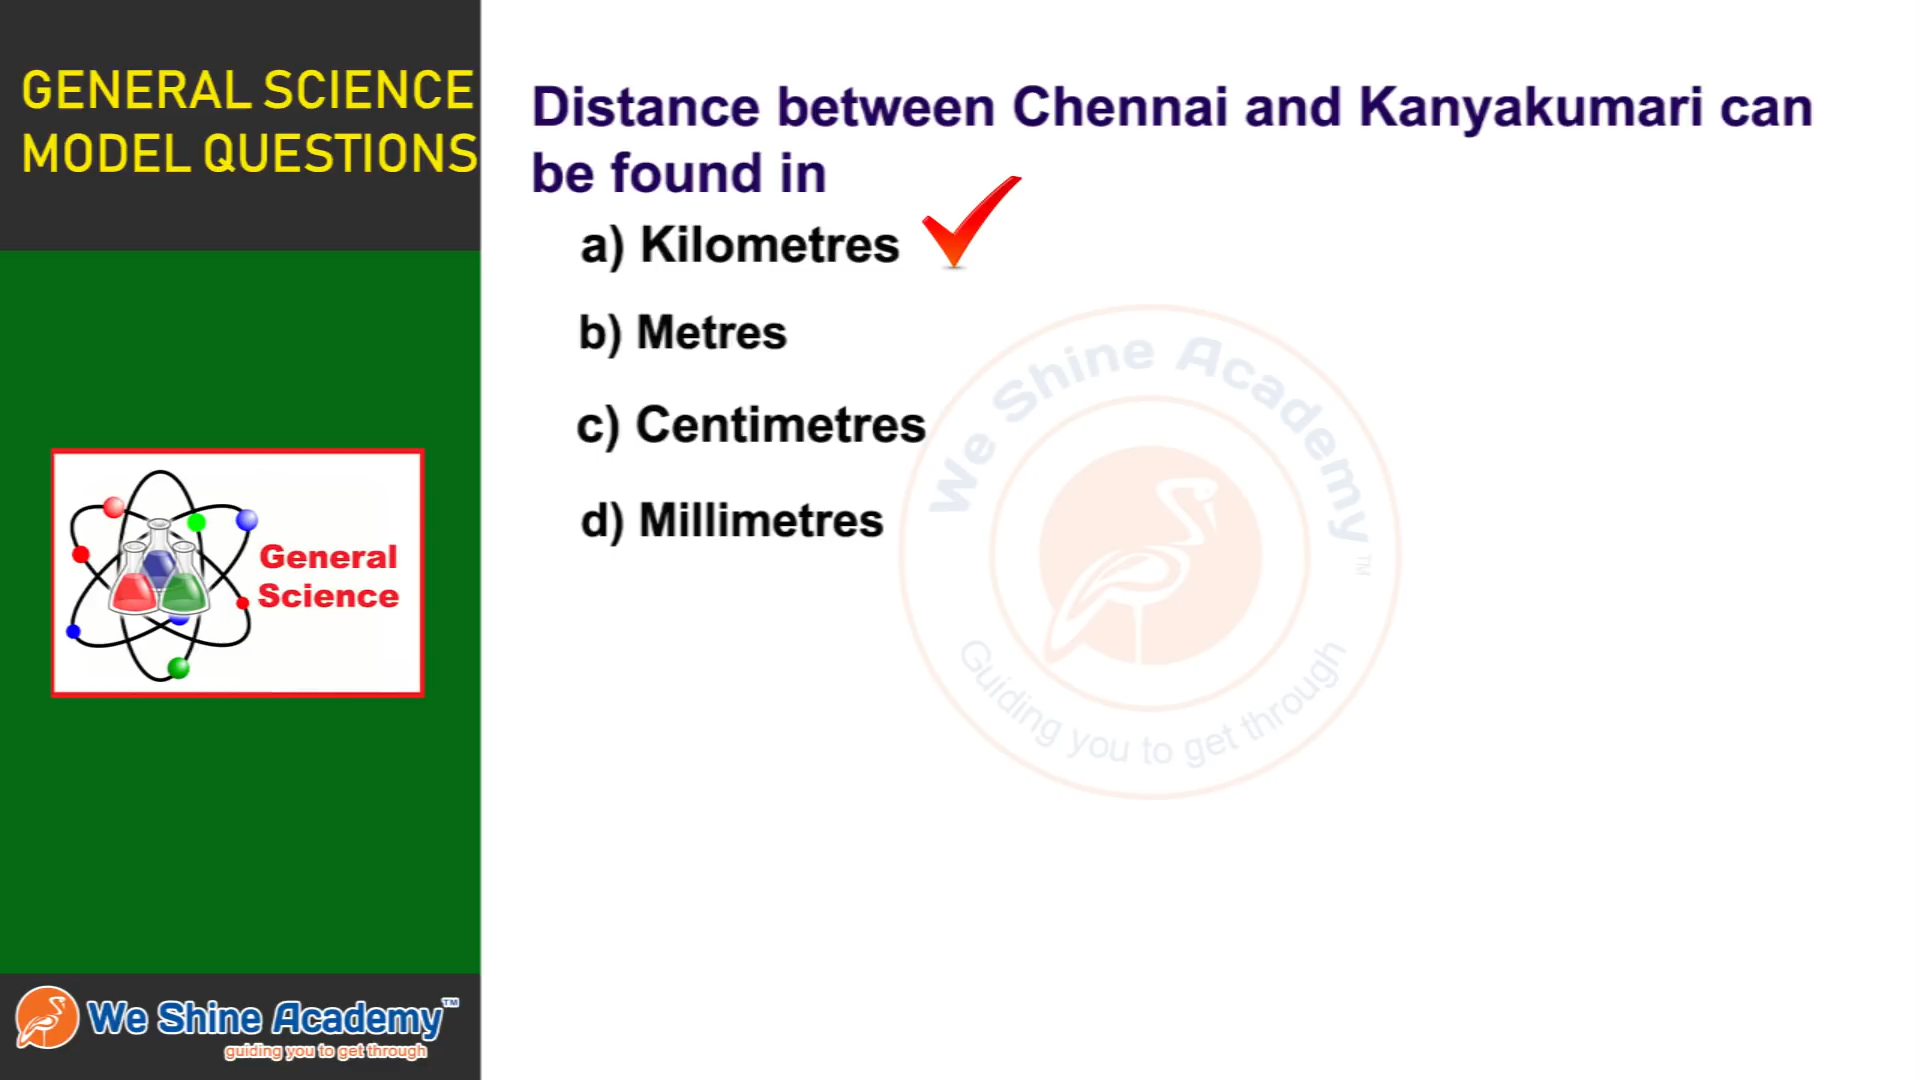 GENERAL SCIENCE
MODEL QUESTIONS
Distance between Chennai and Kanyakumari can
be found in
a) Kilometres
b) Metres
c) Centimetres
d) Millimetres
General
Science
We Shine Academy™
Guiding you to get through
We Shine Academy™
guiding you to get through